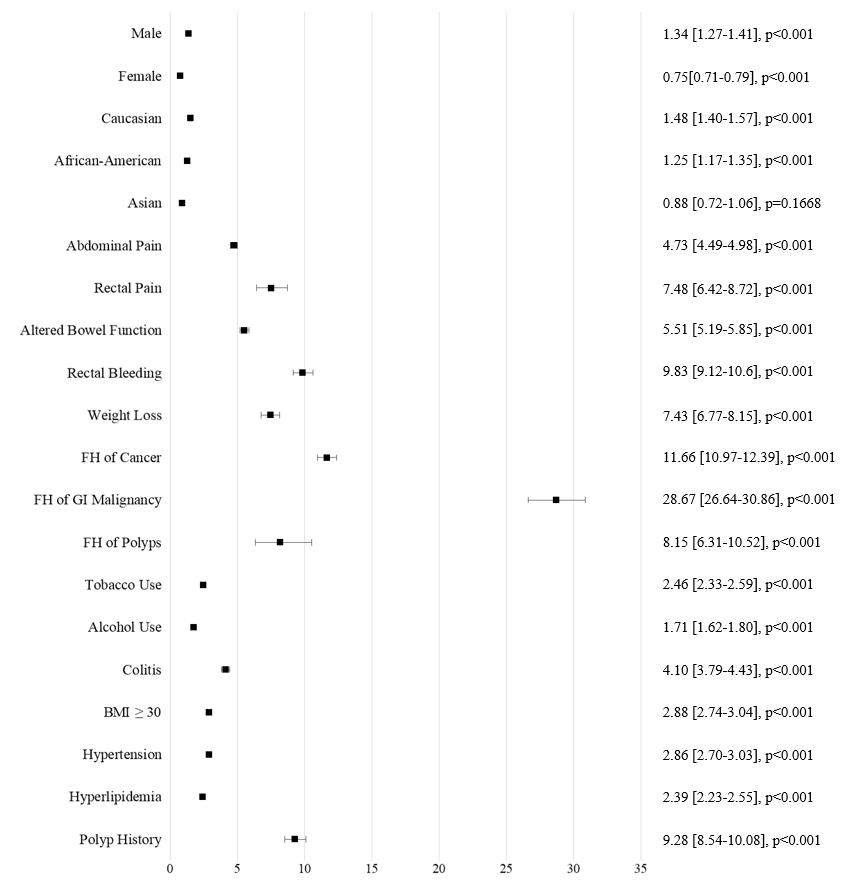 Male 1.34 [1.27-1.41], p<0.001
Female 0.75[0.71-0.79], p<0.001
Caucasian 1.48 [1.40-1.57], p<0.001
African-American 1.25 [1.17-1.35], p<0.001
Asian 0.88 [0.72-1.06], p=0.1668
Abdominal Pain 4.73 [4.49-4.98], p<0.001
Rectal Pain 7.48 [6.42-8.72], p<0.001
Altered Bowel Function 5.51 [5.19-5.85], p<0.001
Rectal Bleeding 9.83 [9.12-10.6], p<0.001
Weight Loss 7.43 [6.77-8.15], p<0.001
FH of Cancer 11.66 [10.97-12.39], p<0.001
FH of GI Malignancy 28.67 [26.64-30.86], p<0.001
FH of Polyps 8.15 [6.31-10.52], p<0.001
Tobacco Use 2.46 [2.33-2.59], p<0.001
Alcohol Use 1.71 [1.62-1.80], p<0.001
Colitis 4.10 [3.79-4.43], p<0.001
BMI ≥ 30 2.88 [2.74-3.04], p<0.001
Hypertension 2.86 [2.70-3.03], p<0.001
Hyperlipidemia 2.39 [2.23-2.55], p<0.001
Polyp History 9.28 [8.54-10.08], p<0.001
0 5 10 15 20 25 30 35